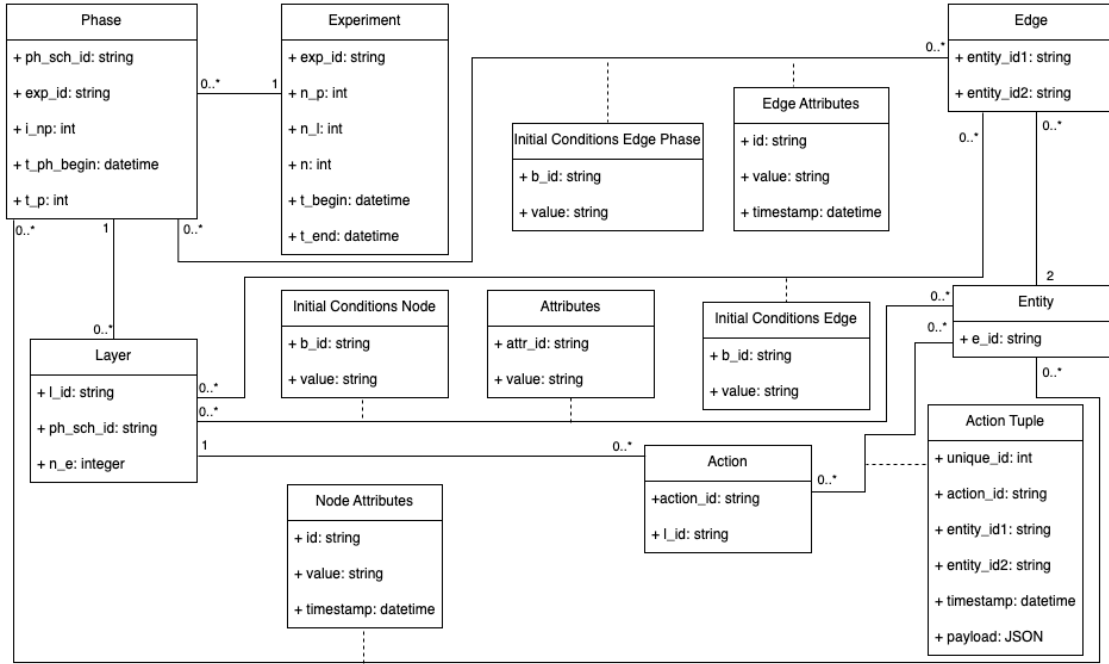 Phase
+ ph_sch_id: string
+ exp_id: string
+ i_np: int
+ t_ph_begin: datetime
+ t_p: int
Experiment
+ exp_id: string
+ n_p: int
+ n_l: int
+ n: int
+ t_begin: datetime
+ t_end: datetime
Edge
+ entity_id1: string
+ entity_id2: string
0..*
1
0..*
Initial Conditions Edge Phase
+ b_id: string
+ value: string
Edge Attributes
+ id: string
+ value: string
+ timestamp: datetime
0..*
1
0..*
0..*
0..*
2
0..*
Initial Conditions Node
+ b_id: string
+ value: string
Attributes
+ attr_id: string
+ value: string
Initial Conditions Edge
+ b_id: string
+ value: string
0..*
0..*
Entity
+ e_id: string
0..*
Layer
+ l_id: string
+ ph_sch_id: string
+ n_e: integer
0..*
0..*
1
0..*
Action
+action_id: string
+ l_id: string
0..*
Action Tuple
+ unique_id: int
+ action_id: string
+ entity_id1: string
+ entity_id2: string
+ timestamp: datetime
+ payload: JSON
Node Attributes
+ id: string
+ value: string
+ timestamp: datetime